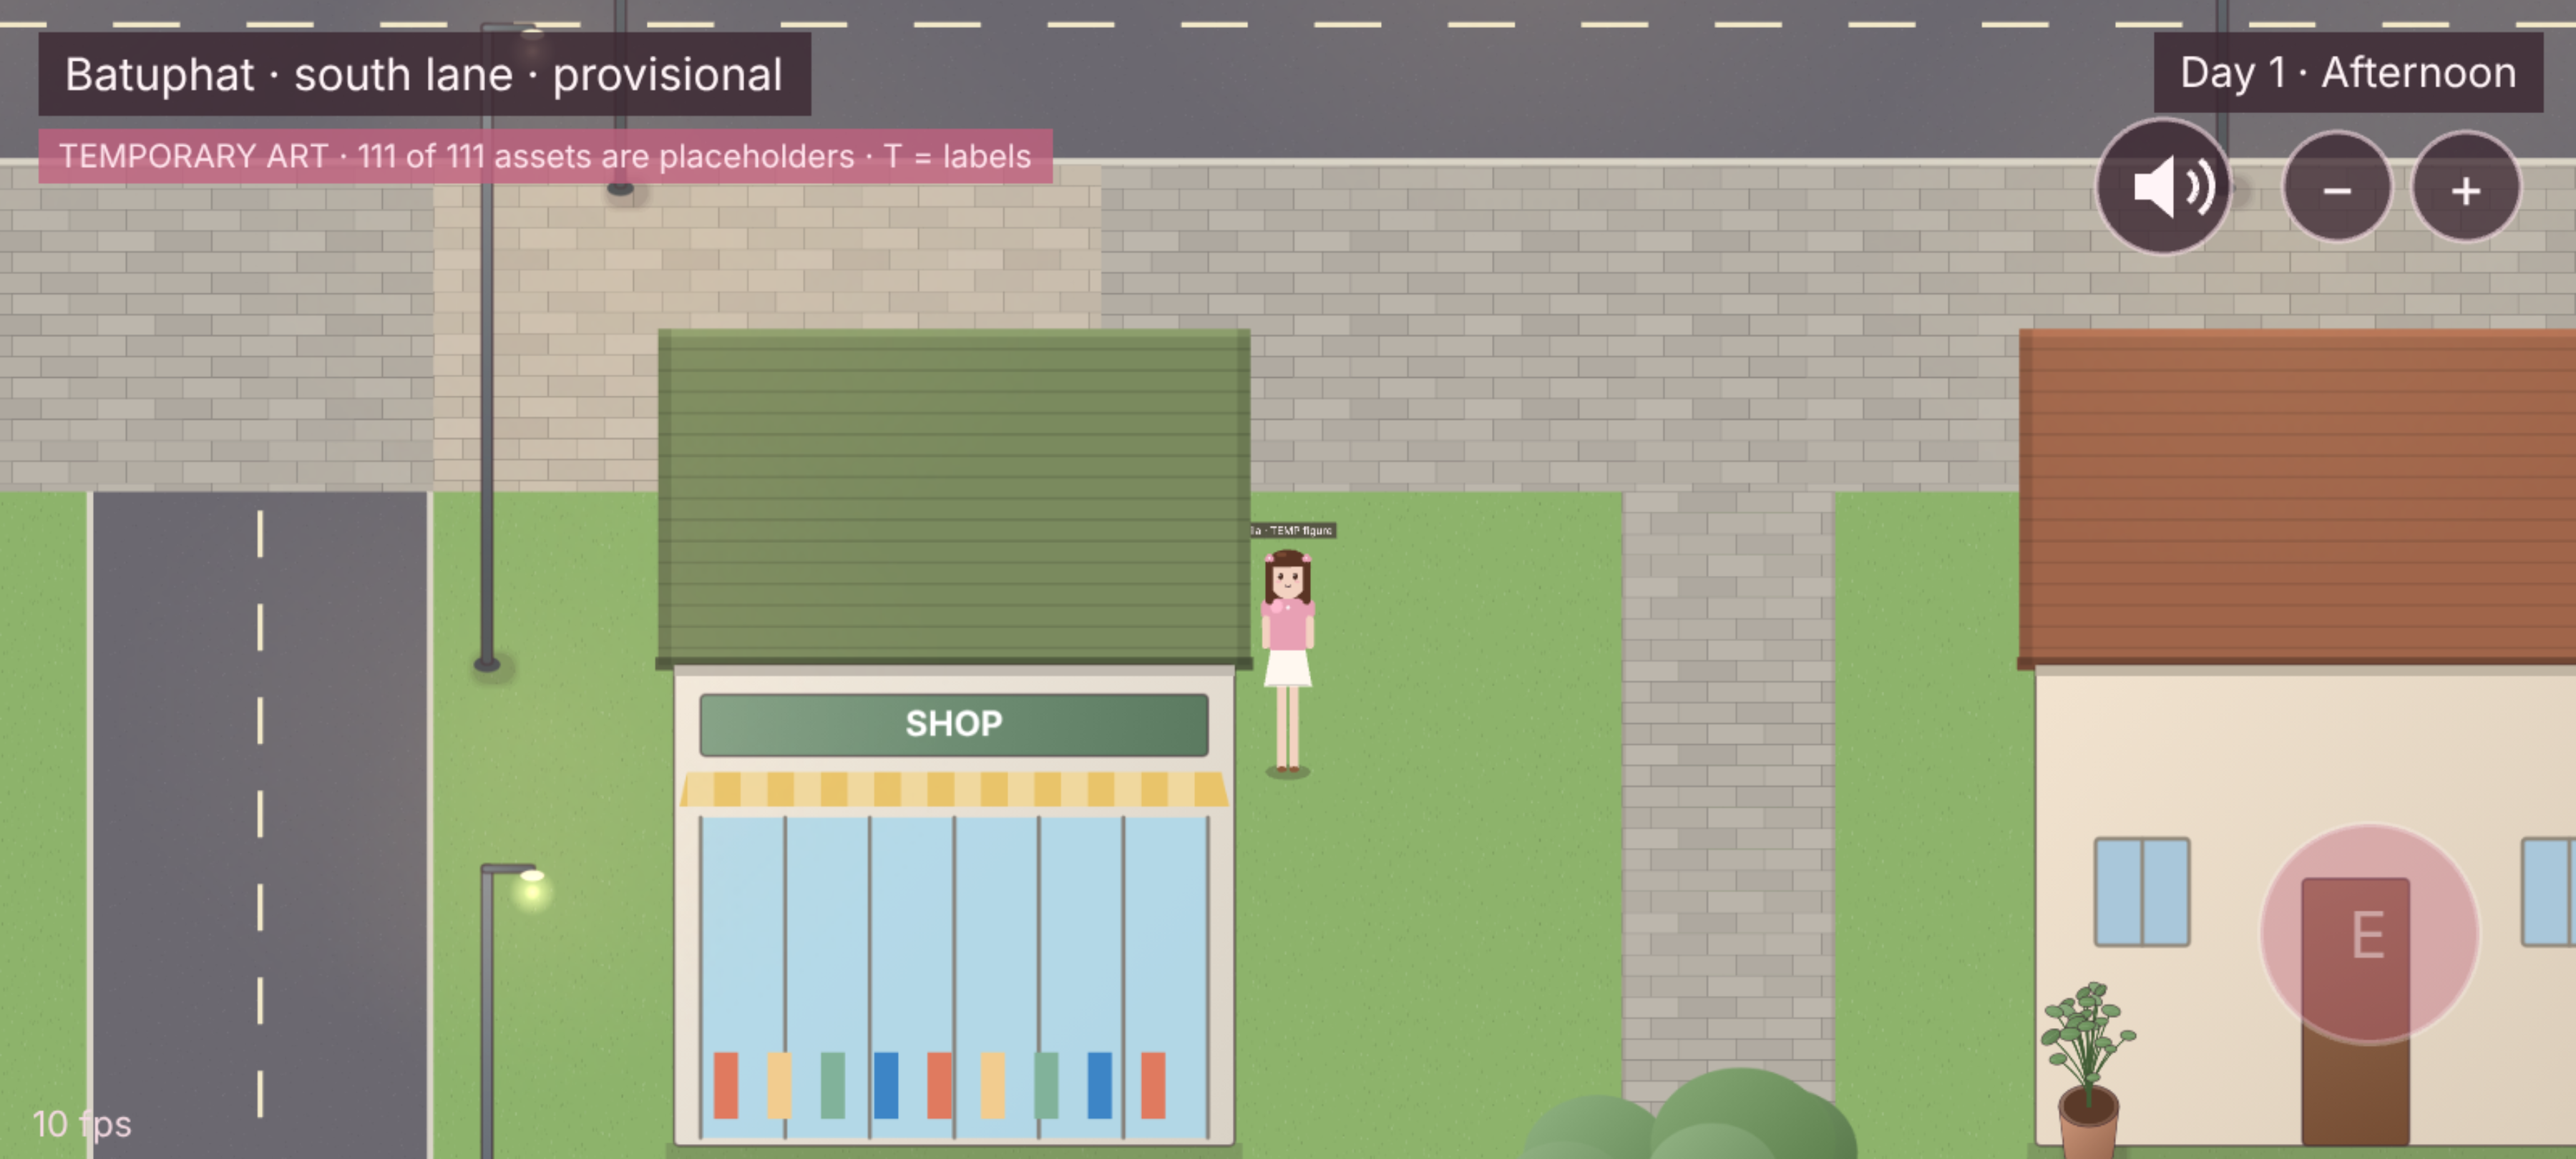 Batuphat · south lane · provisional
Day 1 · Afternoon
TEMPORARY ART · 111 of 111 assets are placeholders · T = labels
− +
· TEMP figure
SHOP
E
10 fps